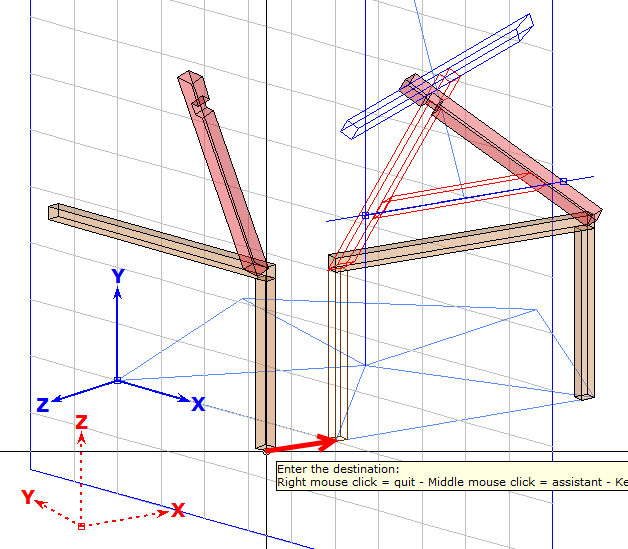 Y
Z
X
Z
Y
X
Enter the destination:
Right mouse click = quit - Middle mouse click = assistant - Ke